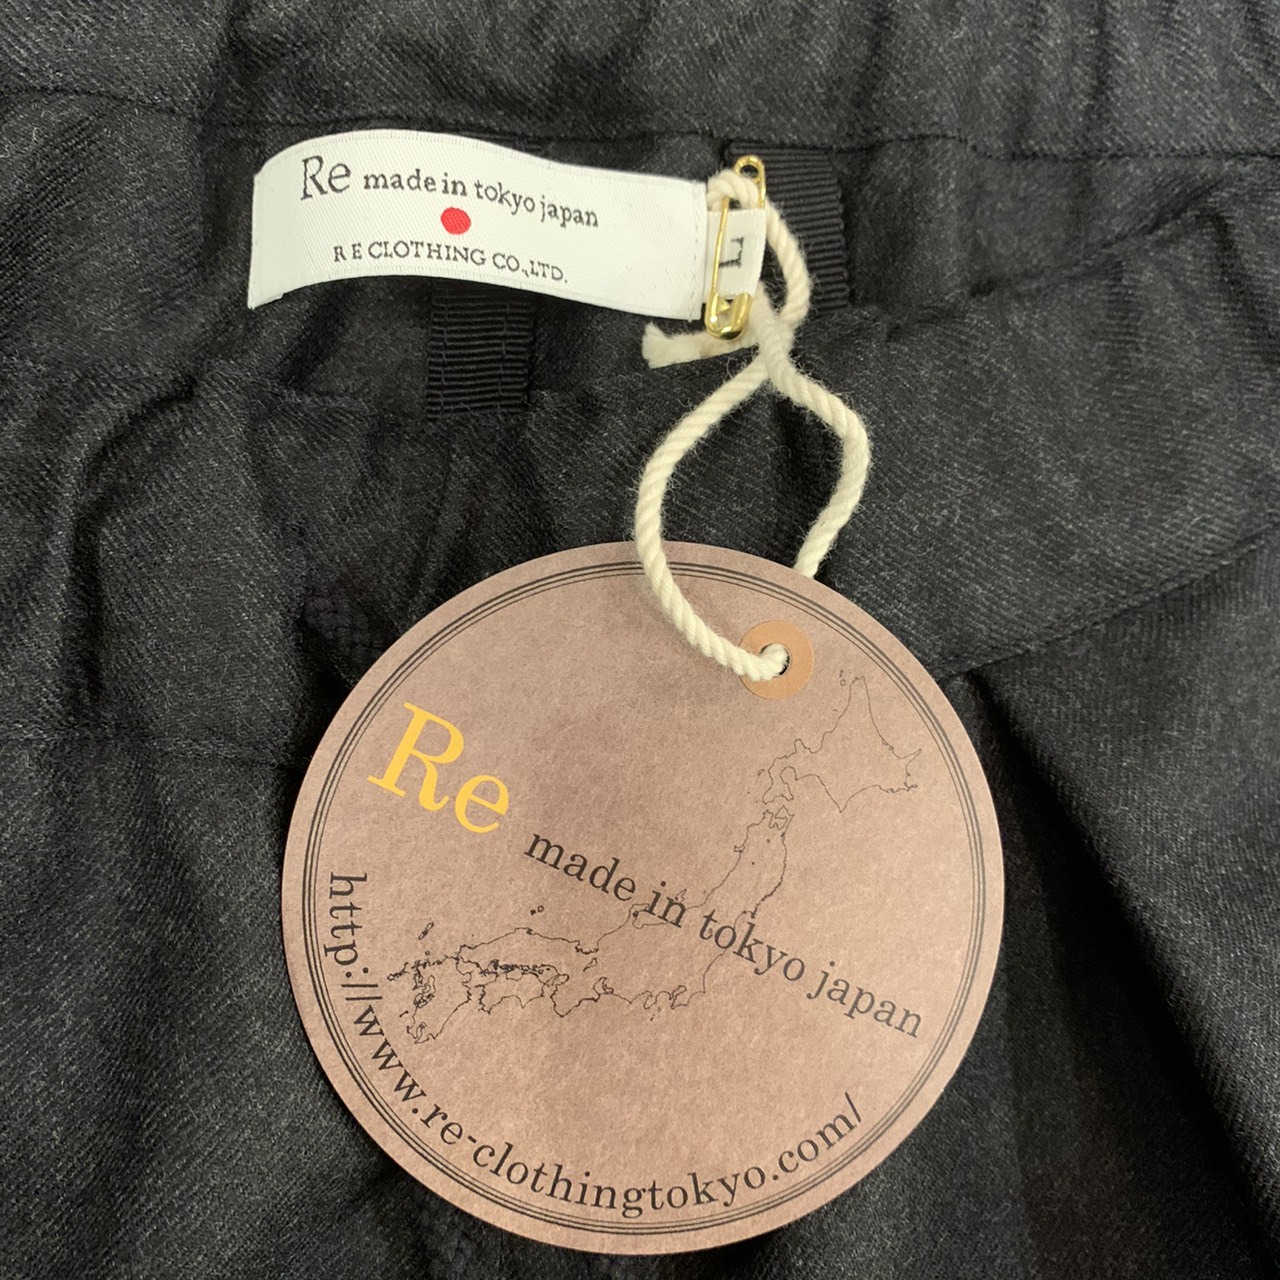 Re made in tokyo japan
R E CLOTHING CO.,LTD.
L
Re made in tokyo japan
http://www.re-clothingtokyo.com/